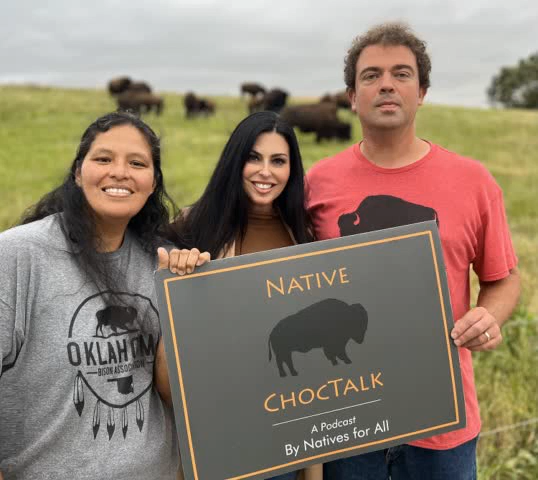 OKLAHOM
BISON ASSOCIATION
NATIVE
CHOCTALK
A Podcast
By Natives for All